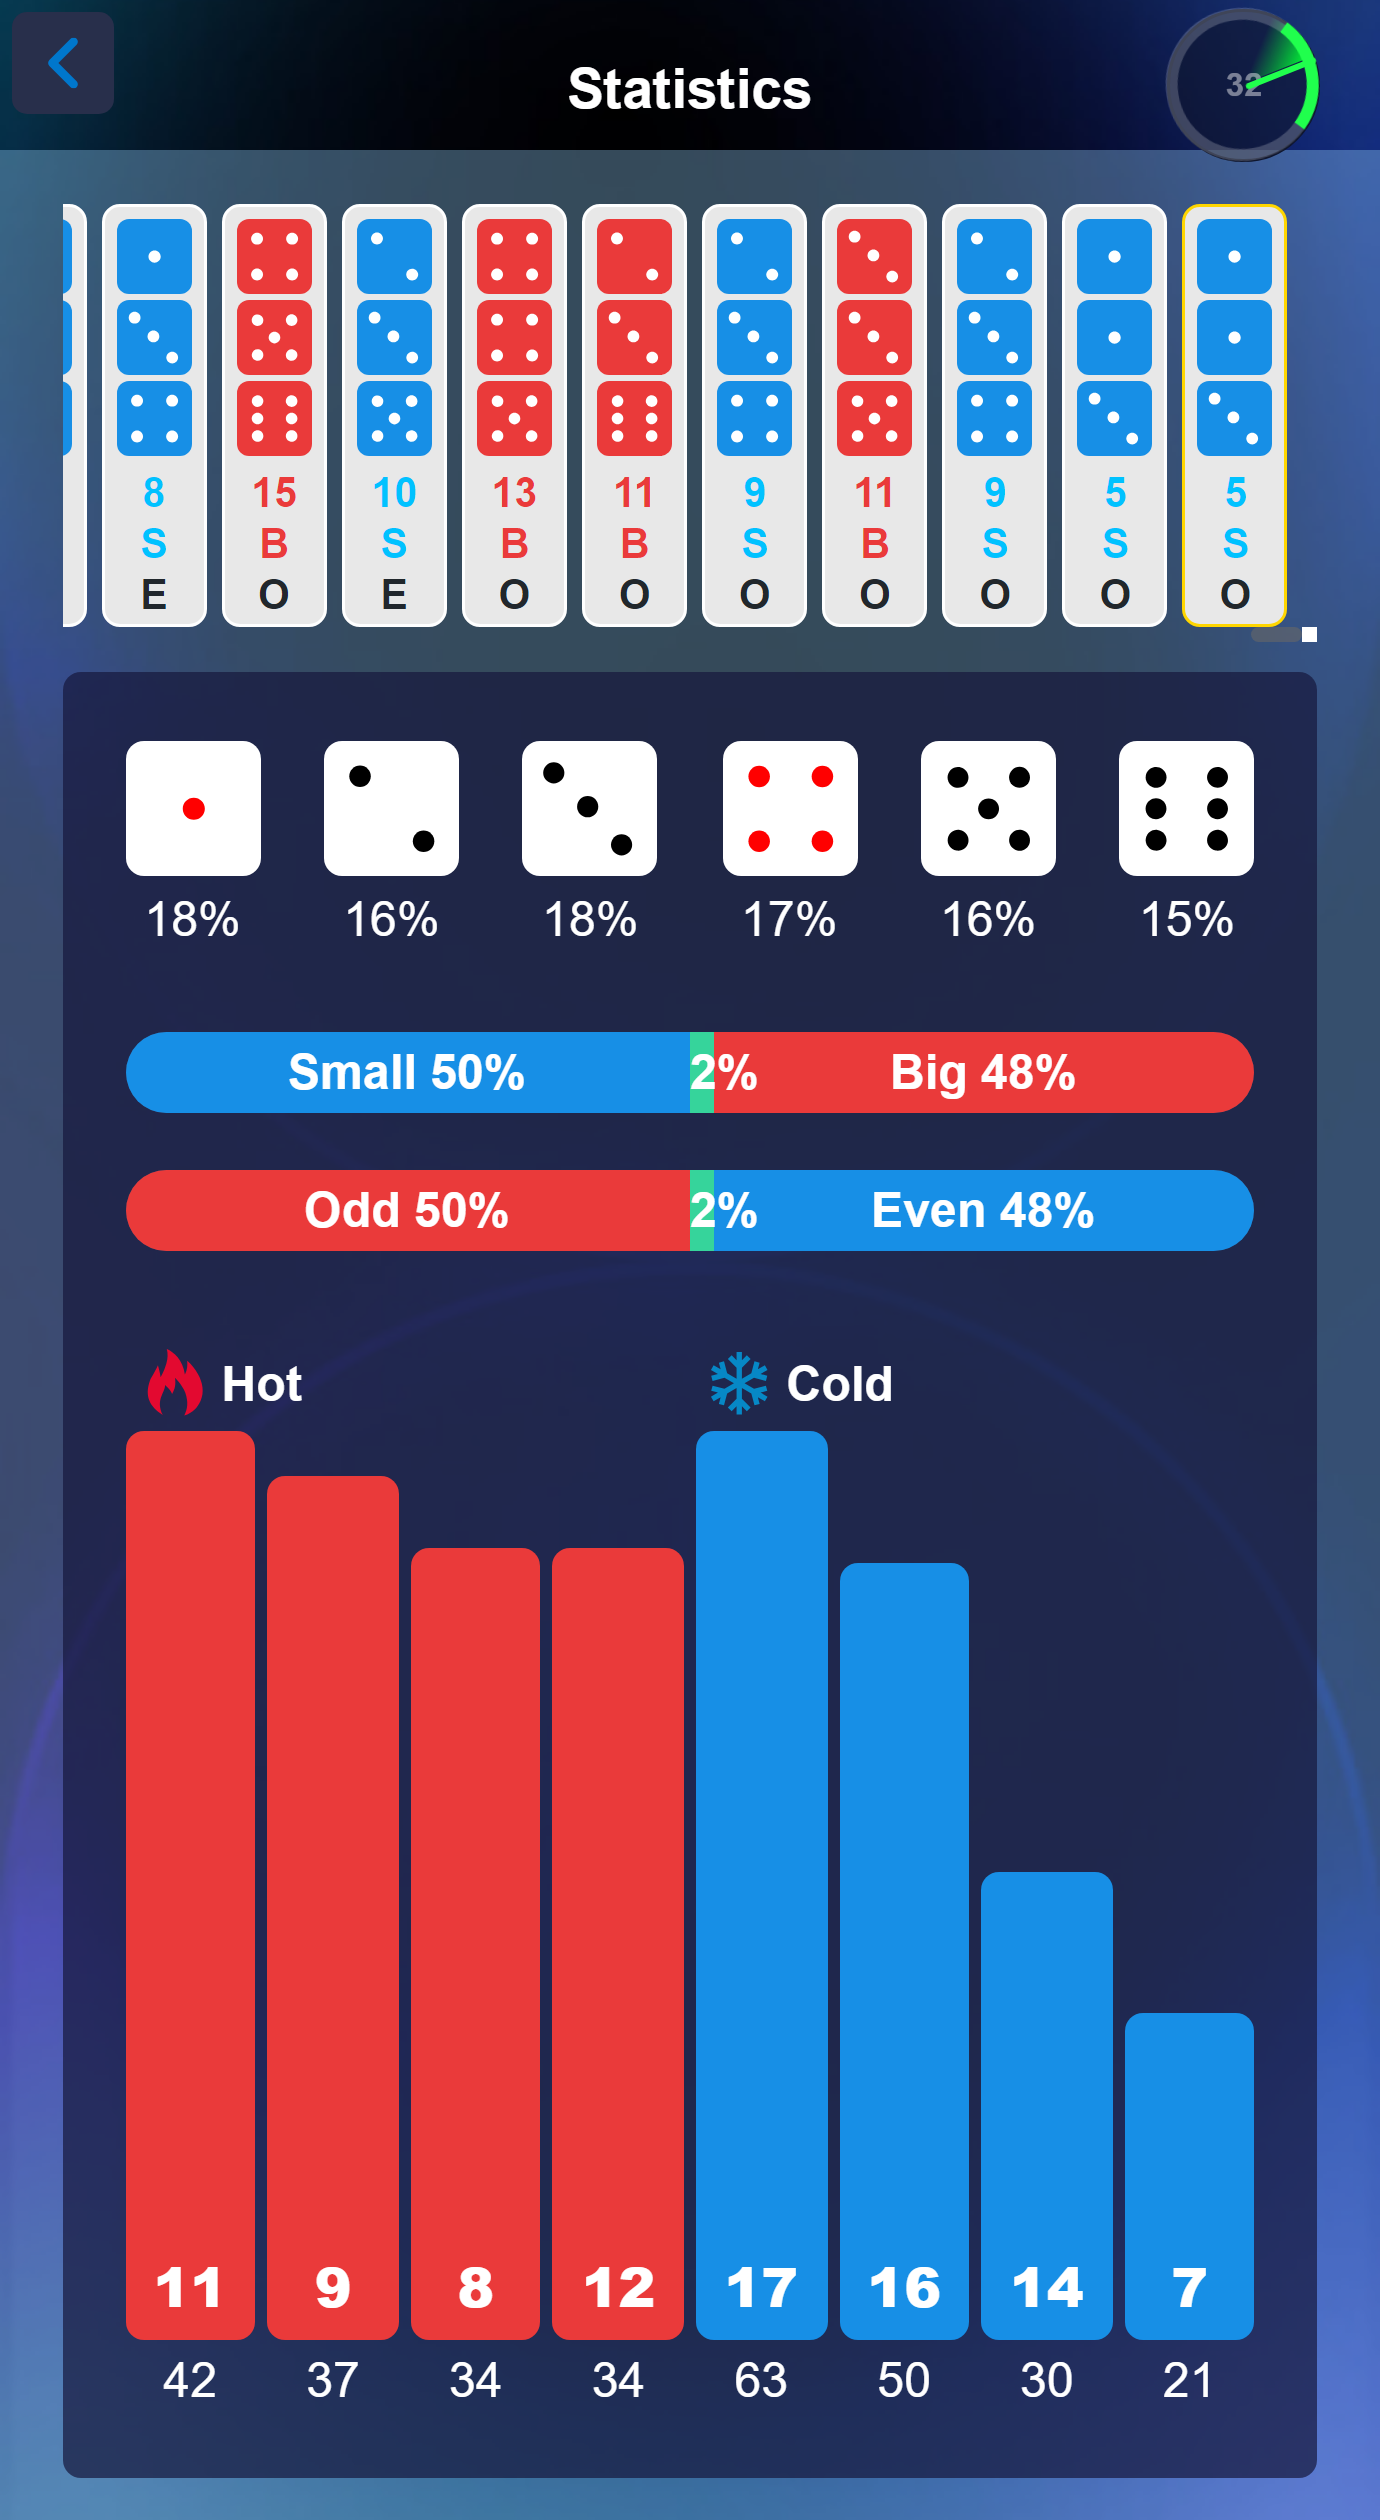 Statistics
32
8 15 10 13 11 9 11 9 5 5
S B S B B S B S S S
E O E O O O O O O O
18% 16% 18% 17% 16% 15%
Small 50% 2% Big 48%
Odd 50% 2% Even 48%
Hot Cold
11 9 8 12 17 16 14 7
42 37 34 34 63 50 30 21